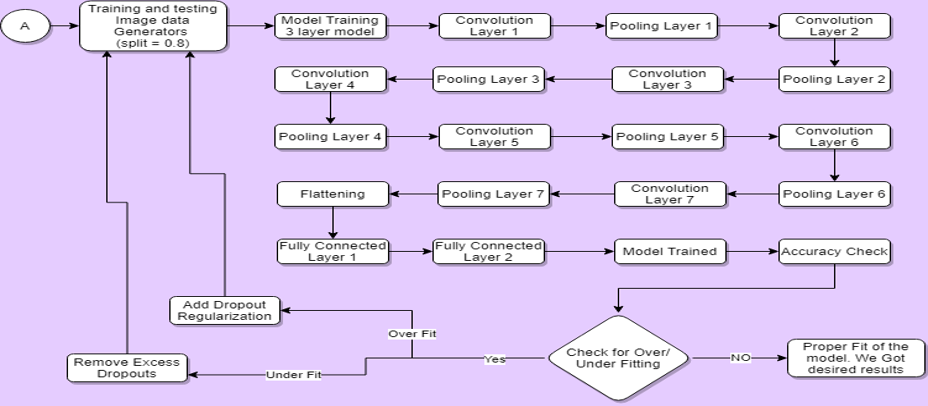 A
Training and testing
Image data
Generators
(split = 0.8)
Model Training
3 layer model
Convolution
Layer 1
Pooling Layer 1
Convolution
Layer 2
Pooling Layer 2
Convolution
Layer 3
Pooling Layer 3
Convolution
Layer 4
Pooling Layer 4
Convolution
Layer 5
Pooling Layer 5
Convolution
Layer 6
Pooling Layer 6
Convolution
Layer 7
Pooling Layer 7
Flattening
Fully Connected
Layer 1
Fully Connected
Layer 2
Model Trained
Accuracy Check
Check for Over/
Under Fitting
NO
Proper Fit of the
model. We Got
desired results
Yes
Over Fit
Add Dropout
Regularization
Under Fit
Remove Excess
Dropouts